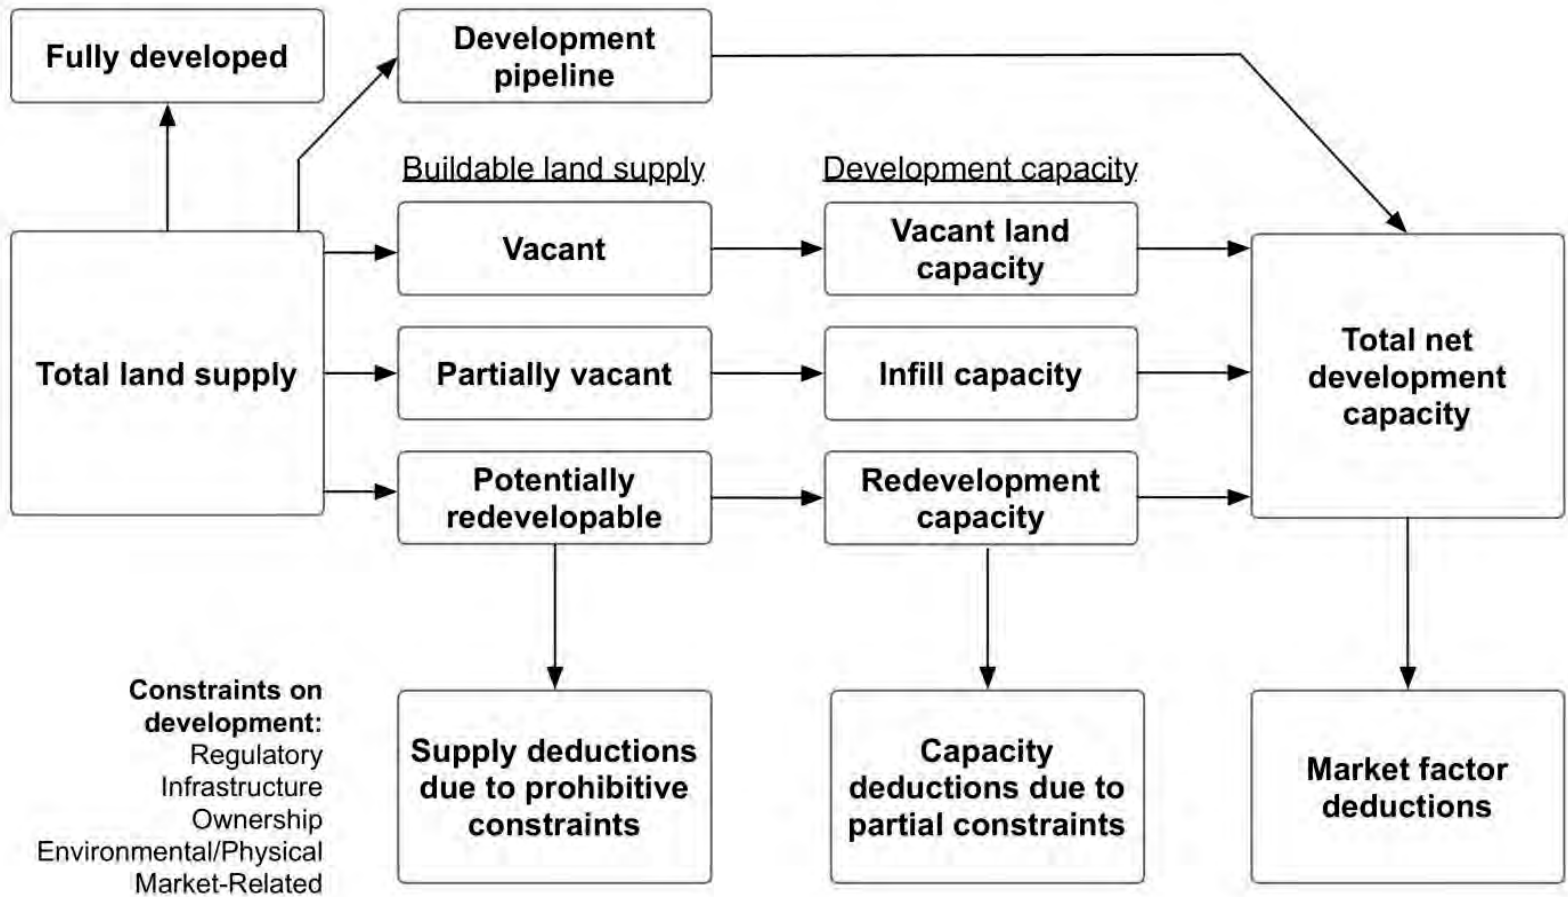 Fully developed
Development
pipeline
Buildable land supply
Development capacity
Total land supply
Vacant
Vacant land
capacity
Partially vacant
Infill capacity
Total net
development
capacity
Potentially
redevelopable
Redevelopment
capacity
Constraints on
development:
Regulatory
Infrastructure
Ownership
Environmental/Physical
Market-Related
Supply deductions
due to prohibitive
constraints
Capacity
deductions due to
partial constraints
Market factor
deductions